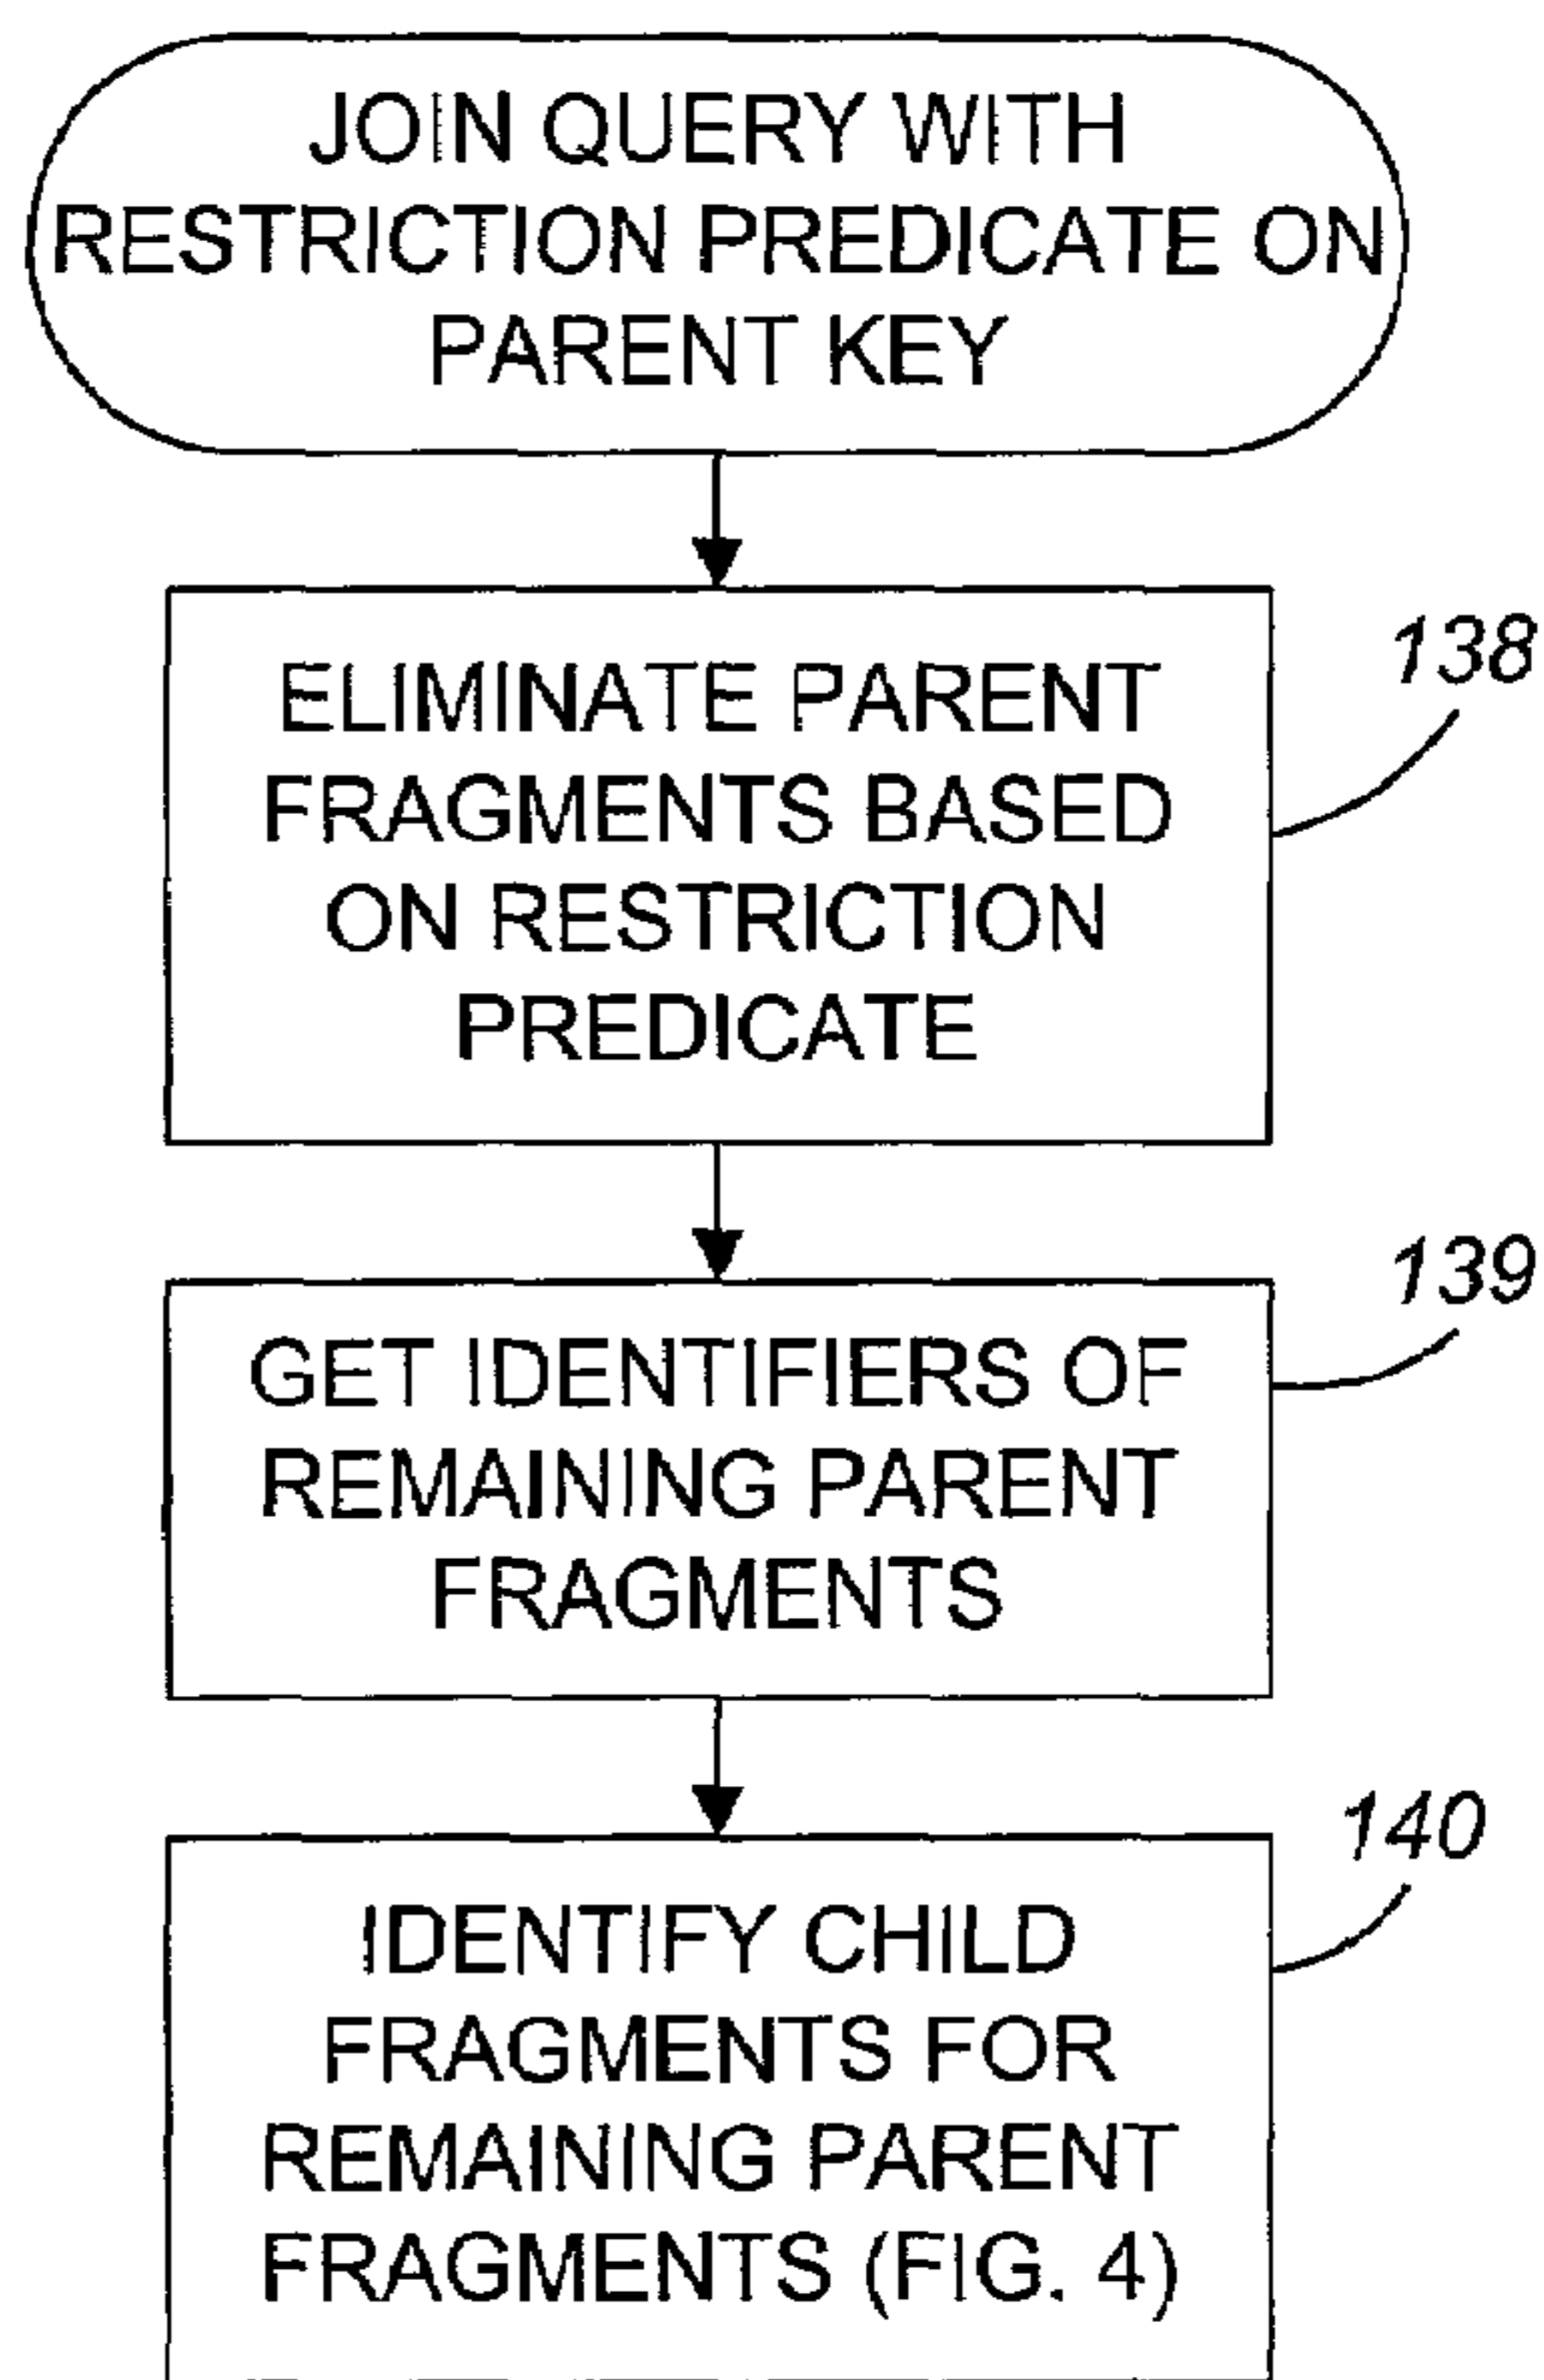 JOIN QUERY WITH
RESTRICTION PREDICATE ON
PARENT KEY
138
ELIMINATE PARENT
FRAGMENTS BASED
ON RESTRICTION
PREDICATE
139
GET IDENTIFIERS OF
REMAINING PARENT
FRAGMENTS
140
IDENTIFY CHILD
FRAGMENTS FOR
REMAINING PARENT
FRAGMENTS (FIG. 4)